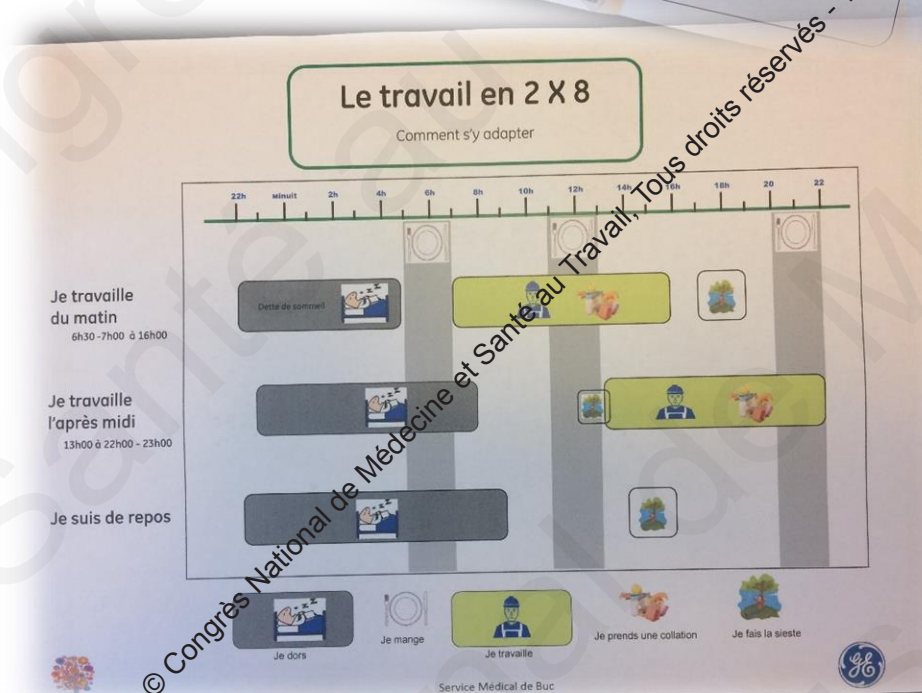 Le travail en 2 X 8
Comment s'y adapter
22h Minuit 2h 4h 6h 8h 10h 12h 14h 16h 18h 20 22
Je travaille
du matin
6h30 -7h00 à 16h00
Dette de sommeil
Je travaille
l'après midi
13h00 à 22h00 - 23h00
Je suis de repos
Je dors
Je mange
Je travaille
Je prends une collation
Je fais la sieste
Service Médical de Buc
GE
© Congrès National de Médecine et Santé au Travail, Tous droits réservés -